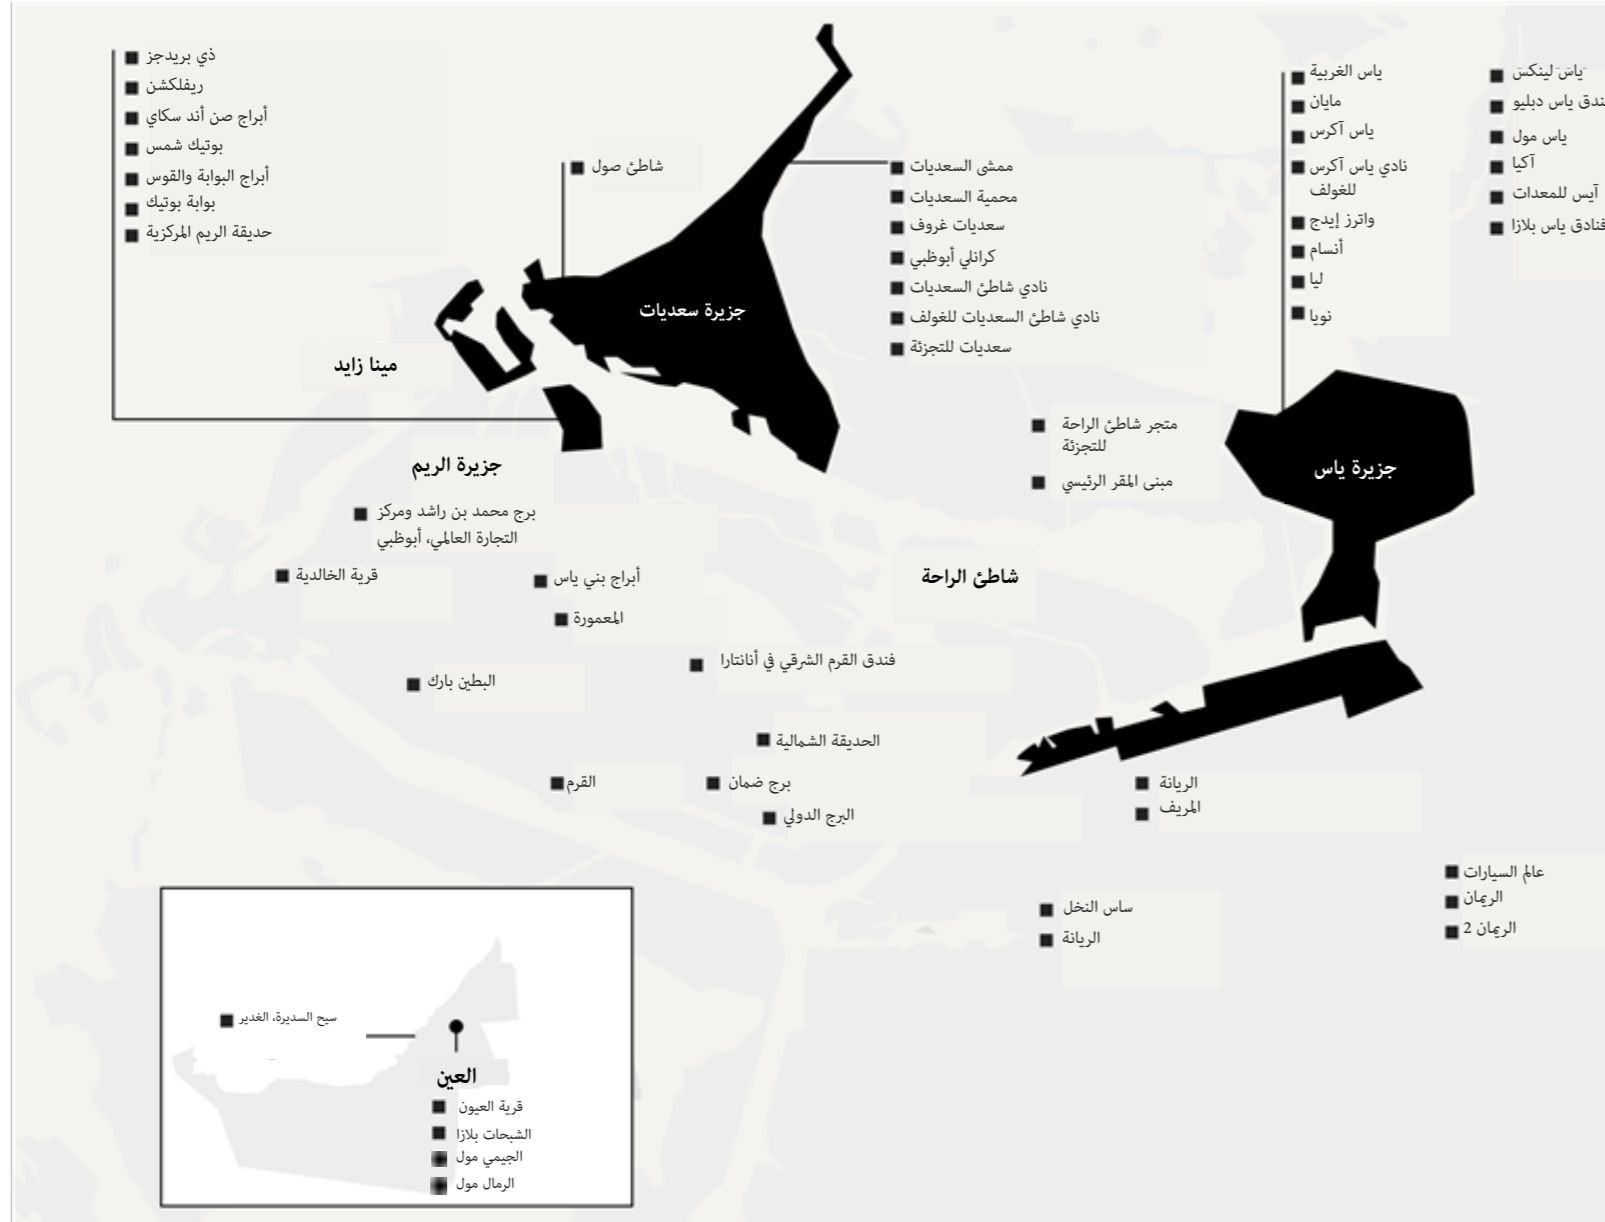 ذي بريدجز
ريفلكشن
أبراج صن أند سكاي
بوتيك شمس
أبراج البوابة والقوس
بوابة بوتيك
حديقة الريم المركزية
شاطئ صول
ممشى السعديات
محمية السعديات
سعديات غروف
كرانلي أبوظبي
نادي شاطئ السعديات
نادي شاطئ السعديات للغولف
سعديات للتجزئة
ياس الغربية
مايان
ياس آكرس
نادي ياس آكرس
للغولف
واترز إيدج
أنسام
ليا
نويا
ياس لينكس
ياس دبليو
ياس مول
آكيا
آيس للمعدات
فنادق ياس بلازا
جزيرة سعديات
مينا زايد
جزيرة الريم
متجر شاطئ الراحة
للتجزئة
مبنى المقر الرئيسي
جزيرة ياس
برج محمد بن راشد ومركز
التجارة العالمي، أبوظبي
قرية الخالدية
أبراج بني ياس
المعمورة
شاطئ الراحة
فندق القرم الشرقي في أنانتارا
البطين بارك
الحديقة الشمالية
القرم
برج ضمان
البرج الدولي
الريانة
المريف
عالم السيارات
الريمان
الريمان 2
ساس النخل
الريانة
سيح السديرة، الغدير
العين
قرية العيون
الشبحات بلازا
الجيمي مول
الرمال مول